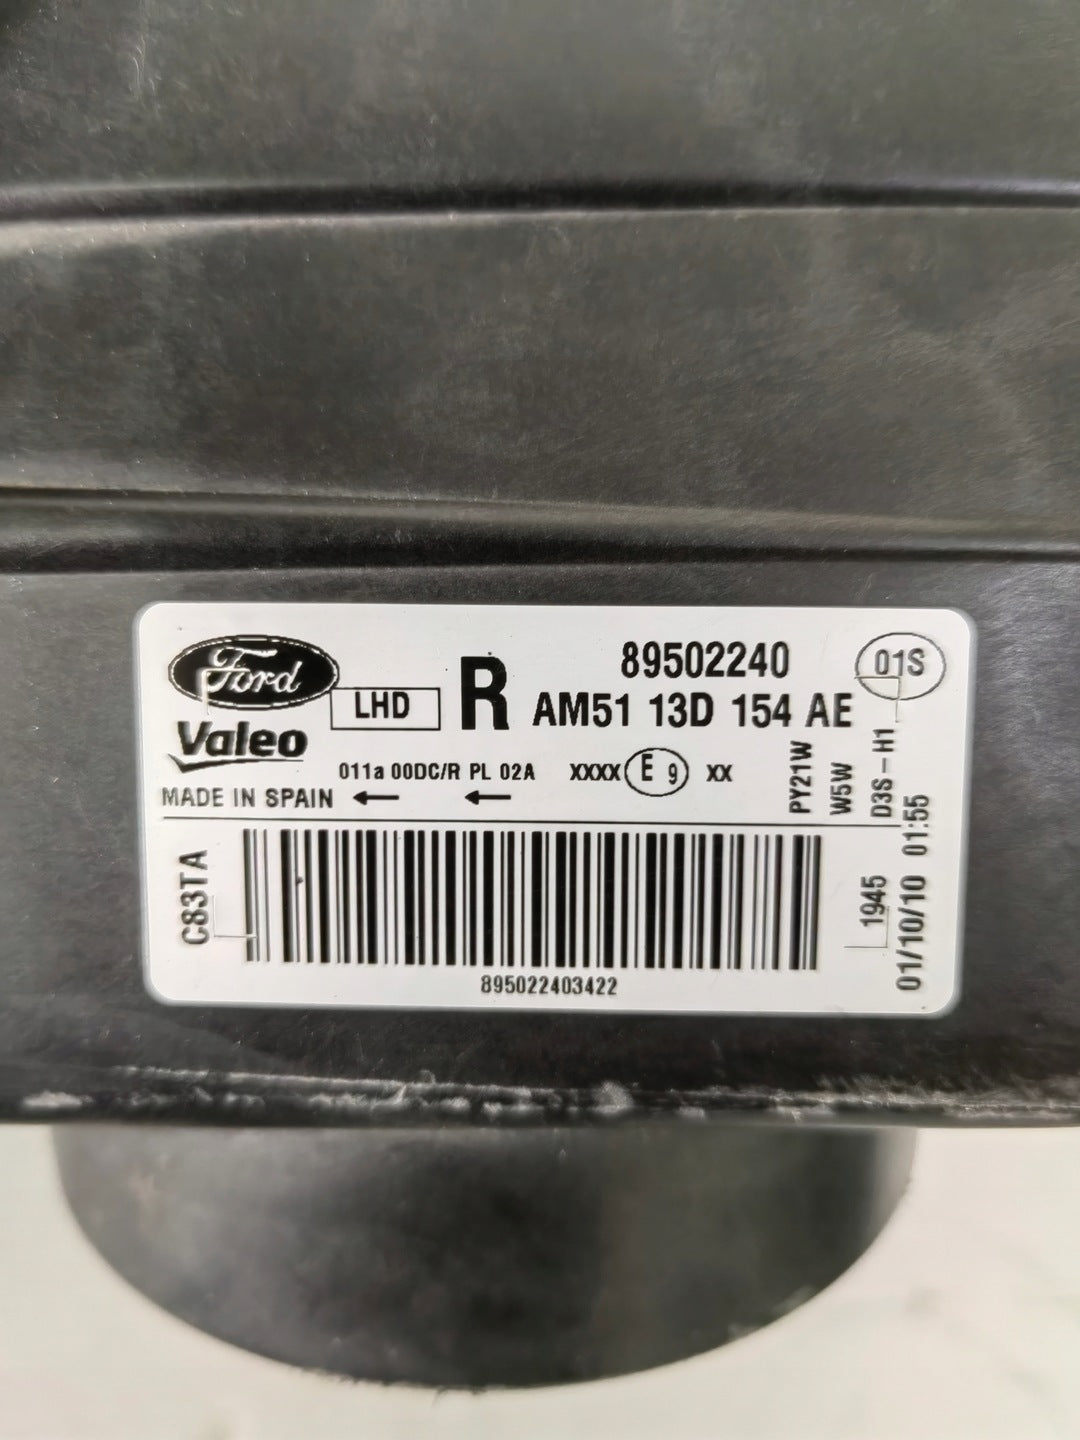 Ford
Valeo
LHD
R
89502240
AM51 13D 154 AE
01S
011a 00DC/R PL 02A XXXX E 9 XX
MADE IN SPAIN
PY21W
W5W
D3S-H1
C83TA
1945
01/10/10 01:55
895022403422